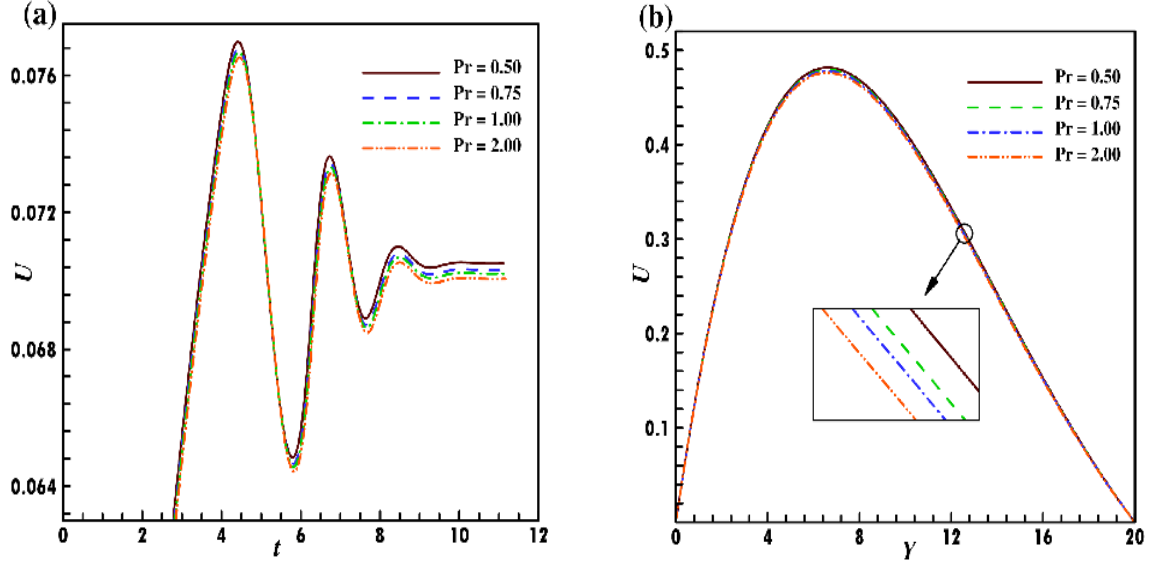 (a)
0.076
0.072
0.068
0.064
U
Pr = 0.50
Pr = 0.75
Pr = 1.00
Pr = 2.00
0 2 4 6 8 10 12
t
(b)
0.5
0.4
0.3
0.2
0.1
U
Pr = 0.50
Pr = 0.75
Pr = 1.00
Pr = 2.00
0 4 8 12 16 20
Y